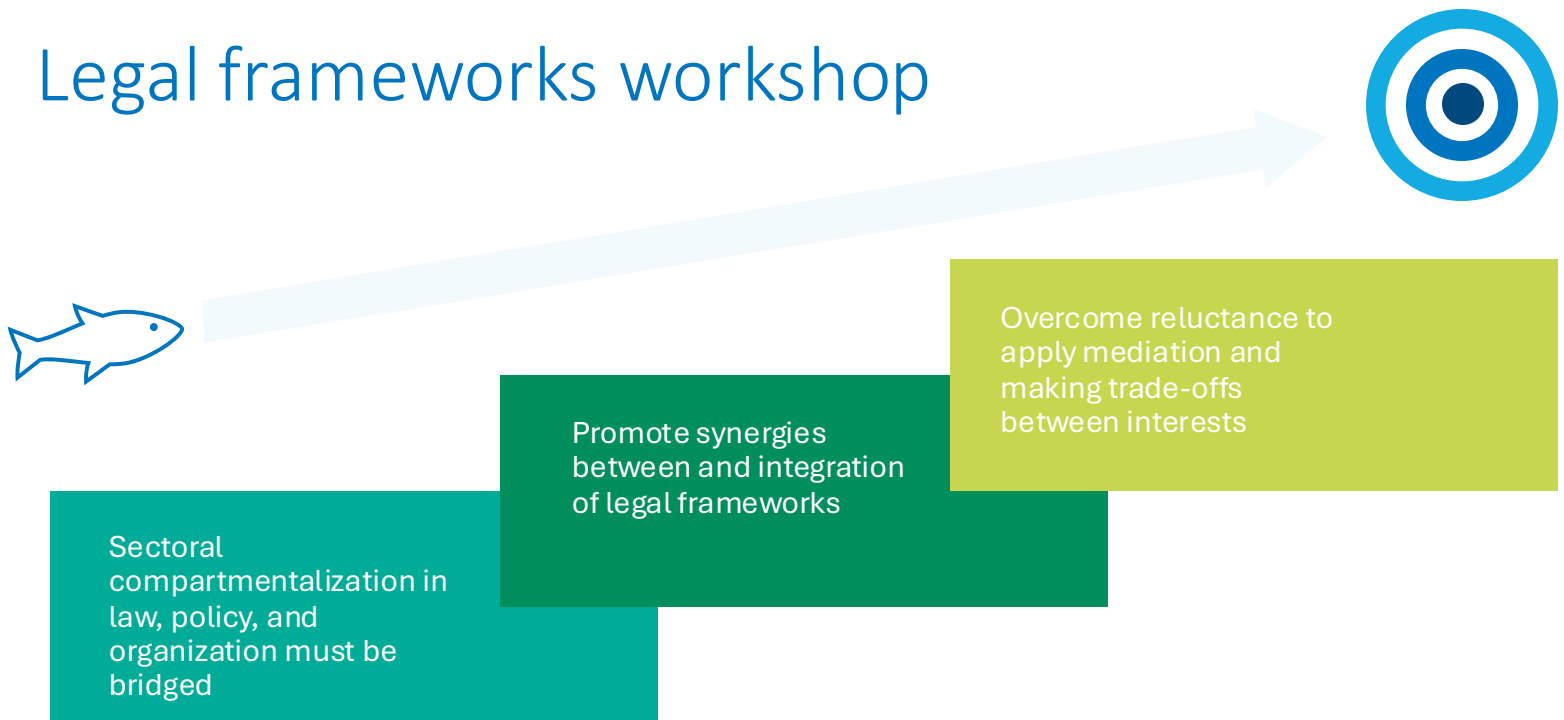 Legal frameworks workshop
Overcome reluctance to
apply mediation and
making trade-offs
between interests
Promote synergies
between and integration
of legal frameworks
Sectoral
compartmentalization in
law, policy, and
organization must be
bridged